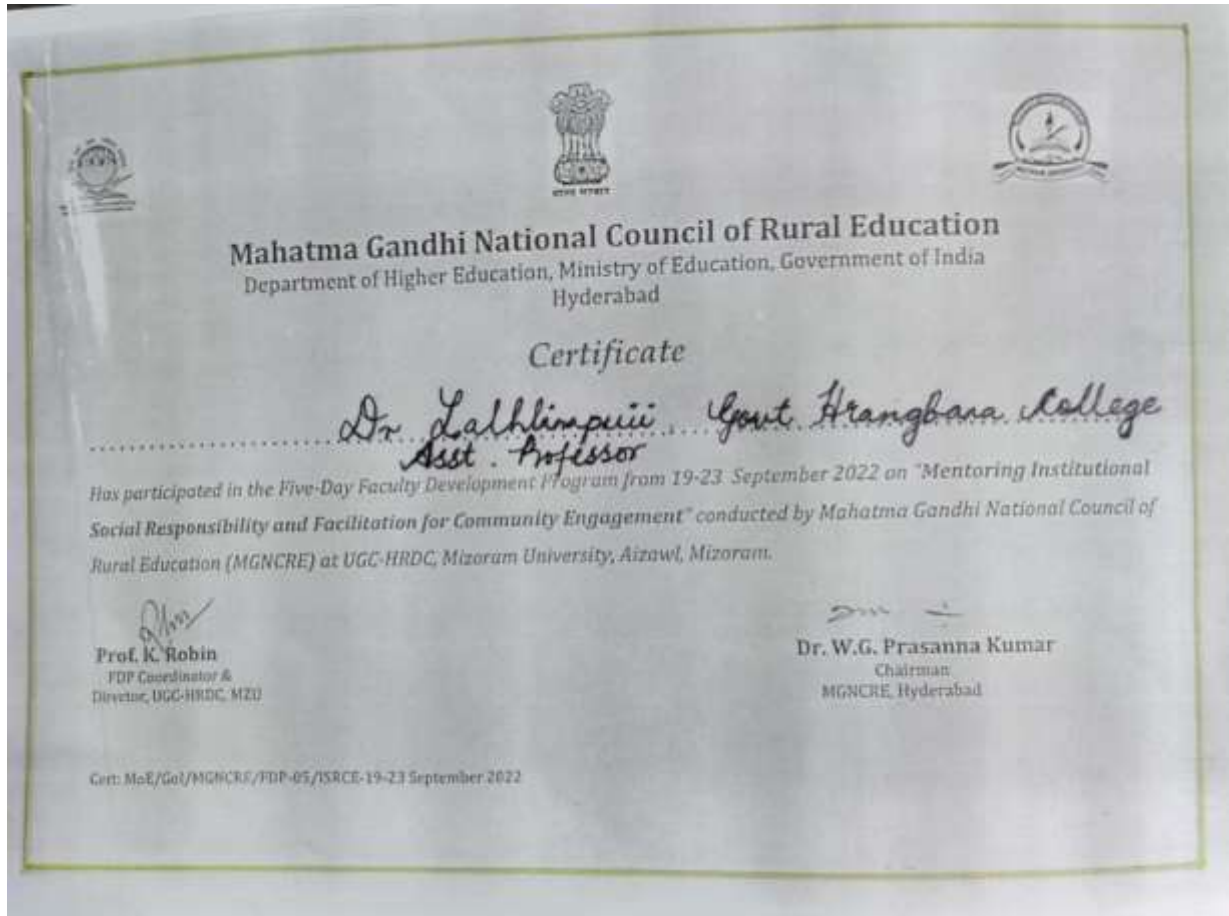 Mahatma Gandhi National Council of Rural Education
Department of Higher Education, Ministry of Education, Government of India
Hyderabad
Certificate
Dr. Lalhlimpuii Govt. Hrangbana College
Asst. Professor
Has participated in the Five-Day Faculty Development Program from 19-23 September 2022 on "Mentoring Institutional
Social Responsibility and Facilitation for Community Engagement" conducted by Mahatma Gandhi National Council of
Rural Education (MGNCRE) at UGC-HRDC, Mizoram University, Aizawl, Mizoram.
Prof. K. Robin
FDP Coordinator &
Director, UGC-HRDC, MZU
Dr. W.G. Prasanna Kumar
Chairman
MGNCRE, Hyderabad
Cert: MoE/GoI/MGNCRE/FDP-05/ISRCE-19-23 September 2022